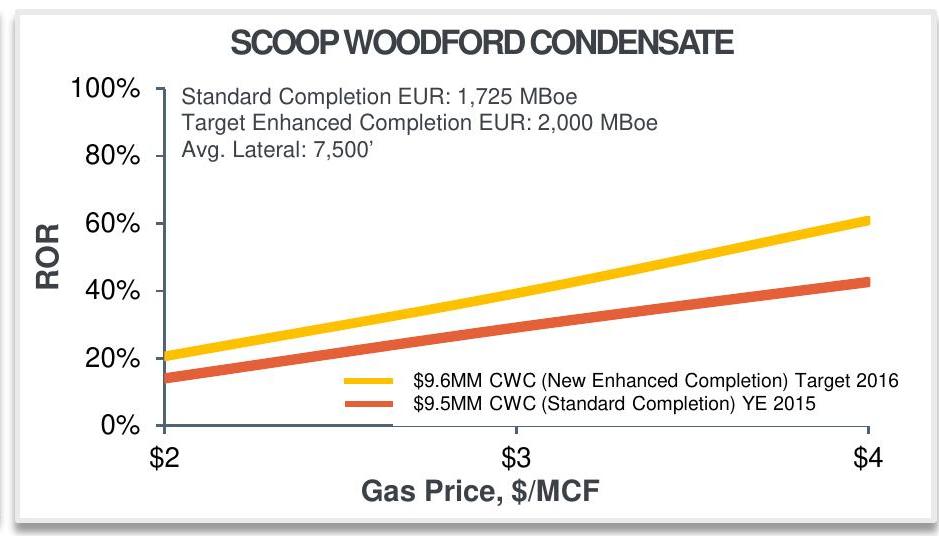 SCOOP WOODFORD CONDENSATE
100%
80%
60%
40%
20%
0%
ROR
Standard Completion EUR: 1,725 MBoe
Target Enhanced Completion EUR: 2,000 MBoe
Avg. Lateral: 7,500’
$9.6MM CWC (New Enhanced Completion) Target 2016
$9.5MM CWC (Standard Completion) YE 2015
$2
$3
$4
Gas Price, $/MCF